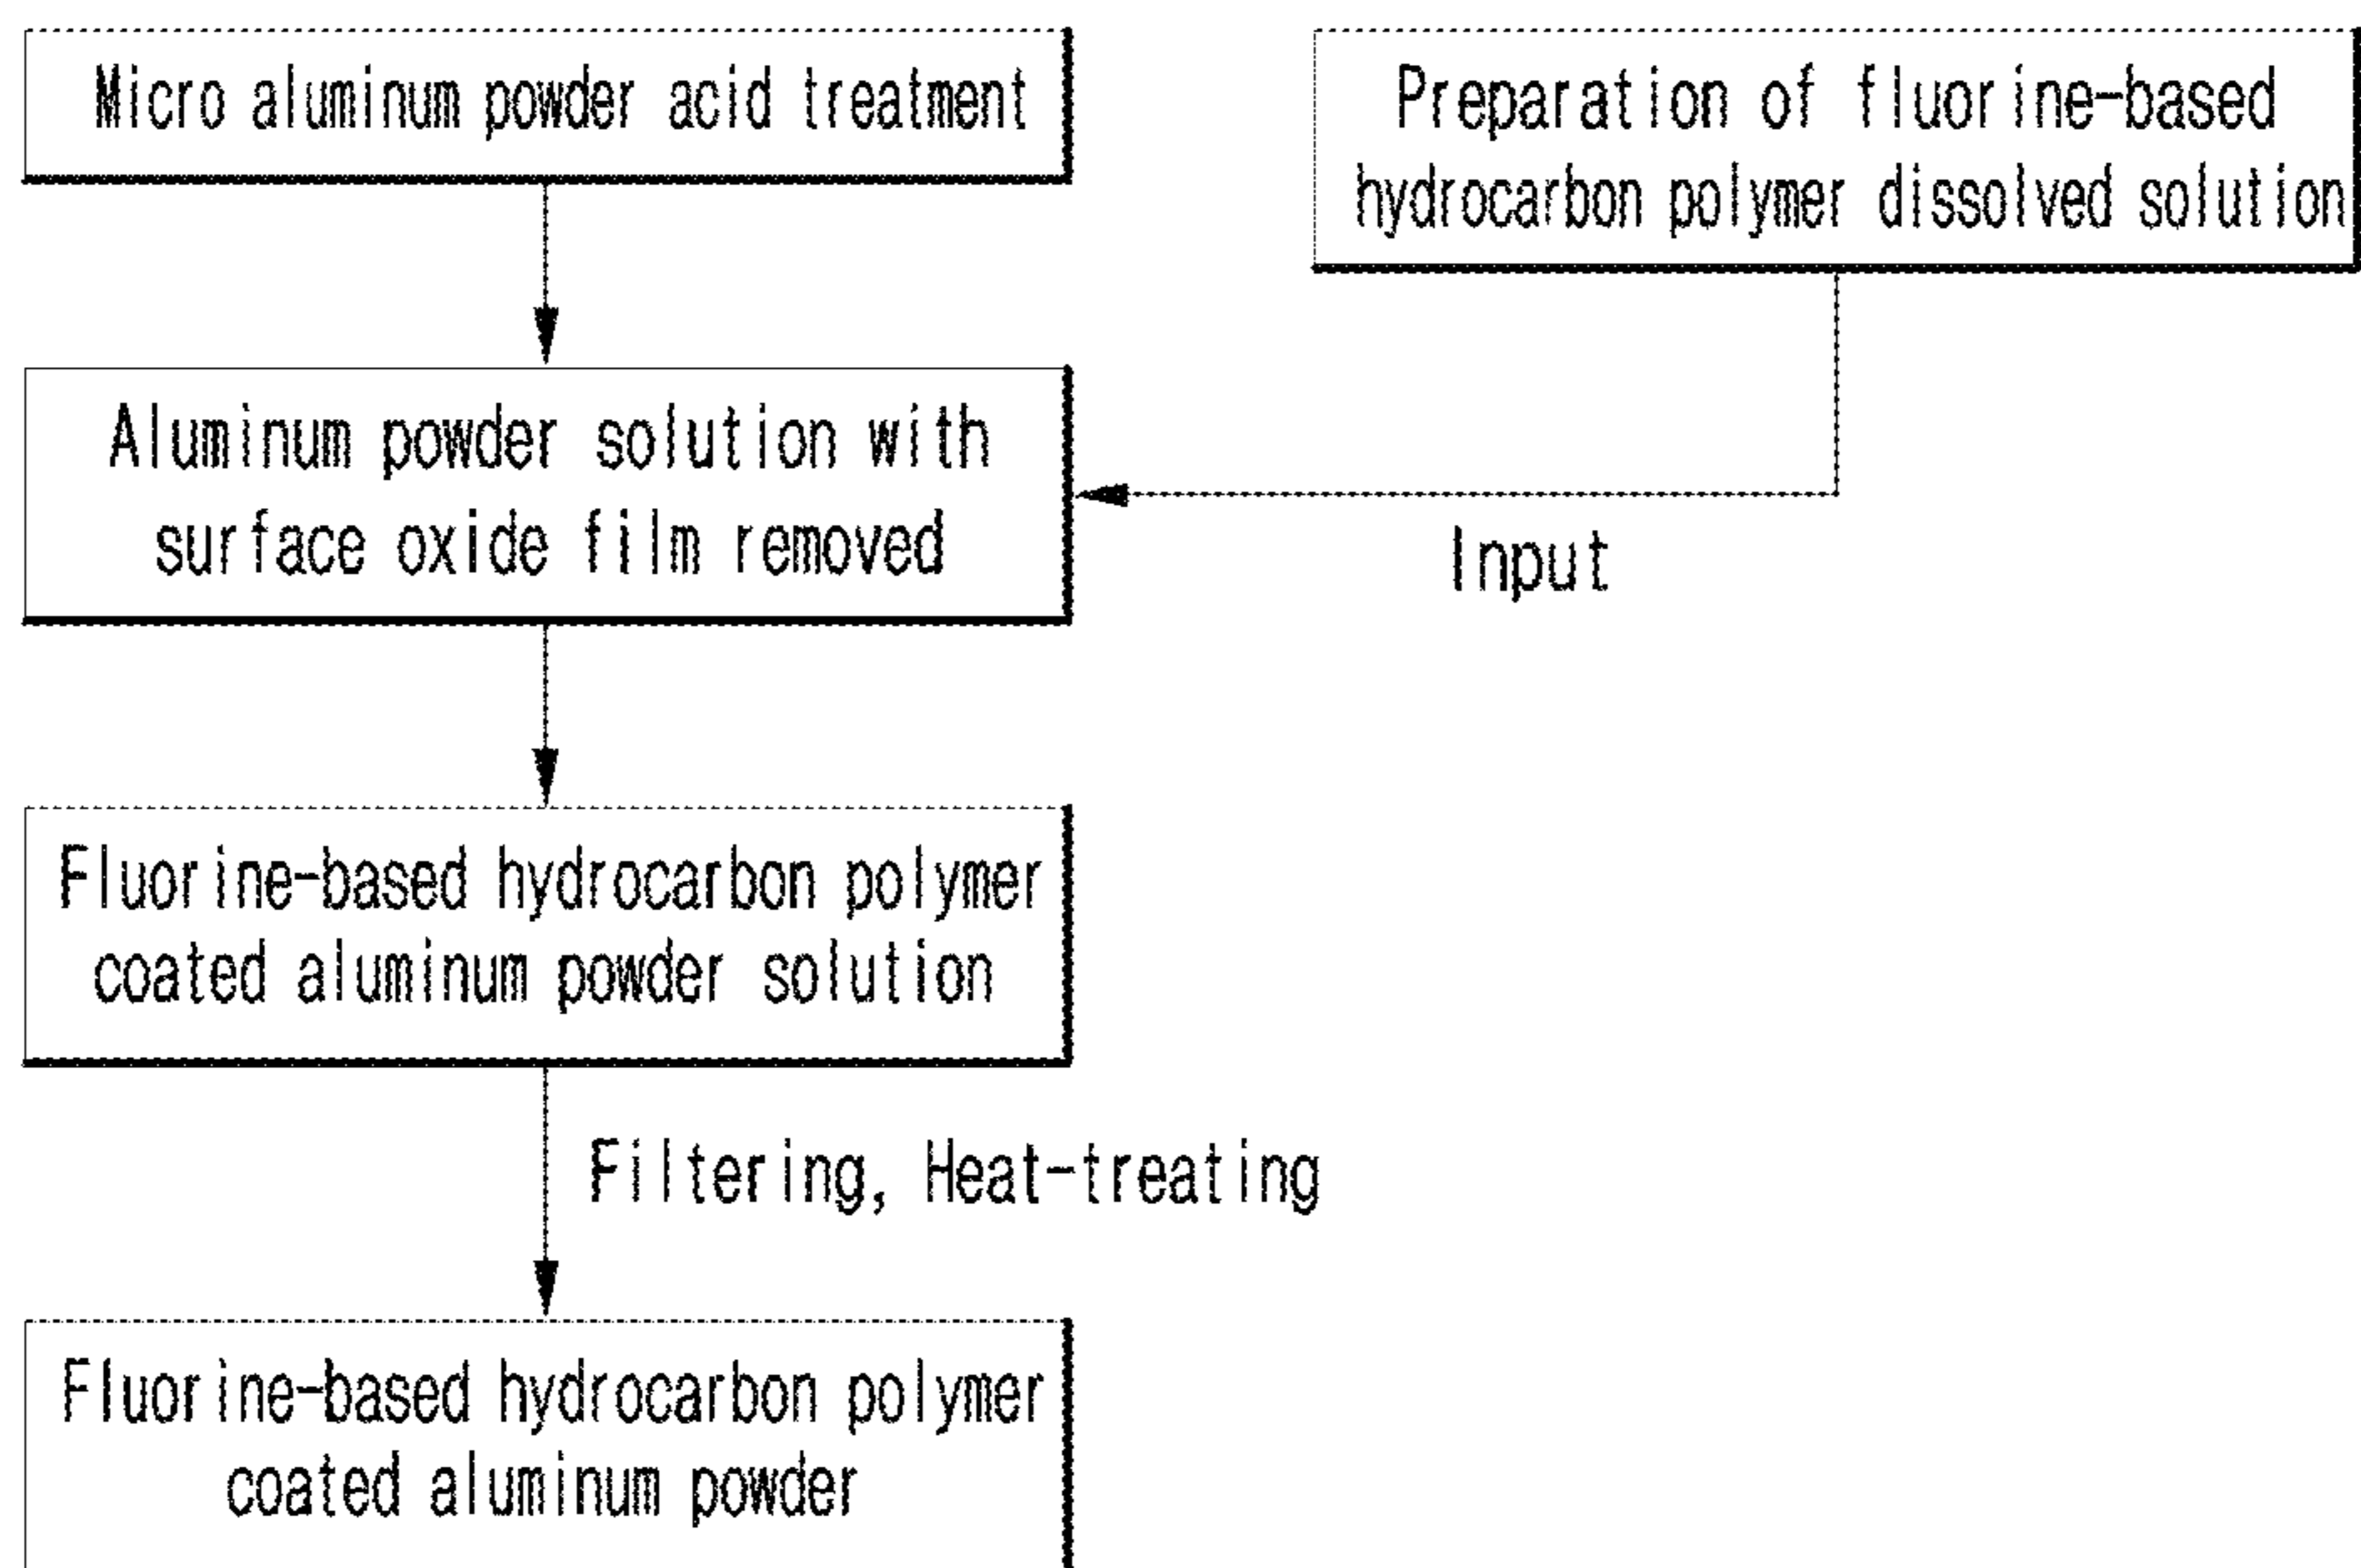 Micro aluminum powder acid treatment
Preparation of fluorine-based
hydrocarbon polymer dissolved solution
Aluminum powder solution with
surface oxide film removed
Input
Fluorine-based hydrocarbon polymer
coated aluminum powder solution
Filtering, Heat-treating
Fluorine-based hydrocarbon polymer
coated aluminum powder